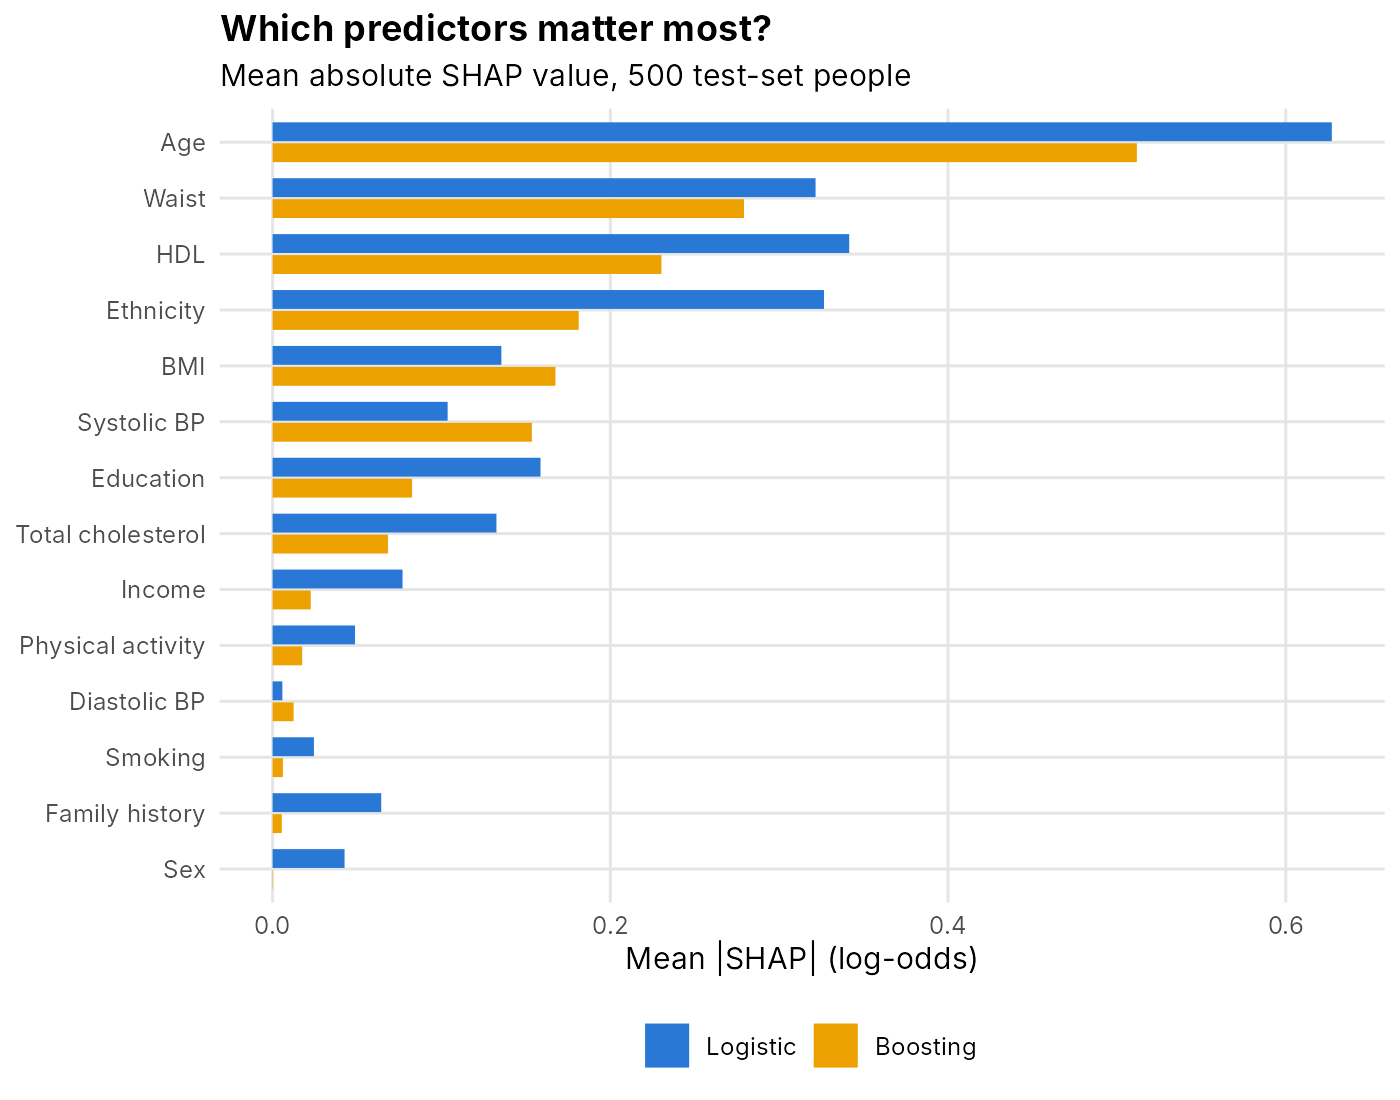 Which predictors matter most?
Mean absolute SHAP value, 500 test-set people
Age
Waist
HDL
Ethnicity
BMI
Systolic BP
Education
Total cholesterol
Income
Physical activity
Diastolic BP
Smoking
Family history
Sex
0.0 0.2 0.4 0.6
Mean |SHAP| (log-odds)
Logistic Boosting